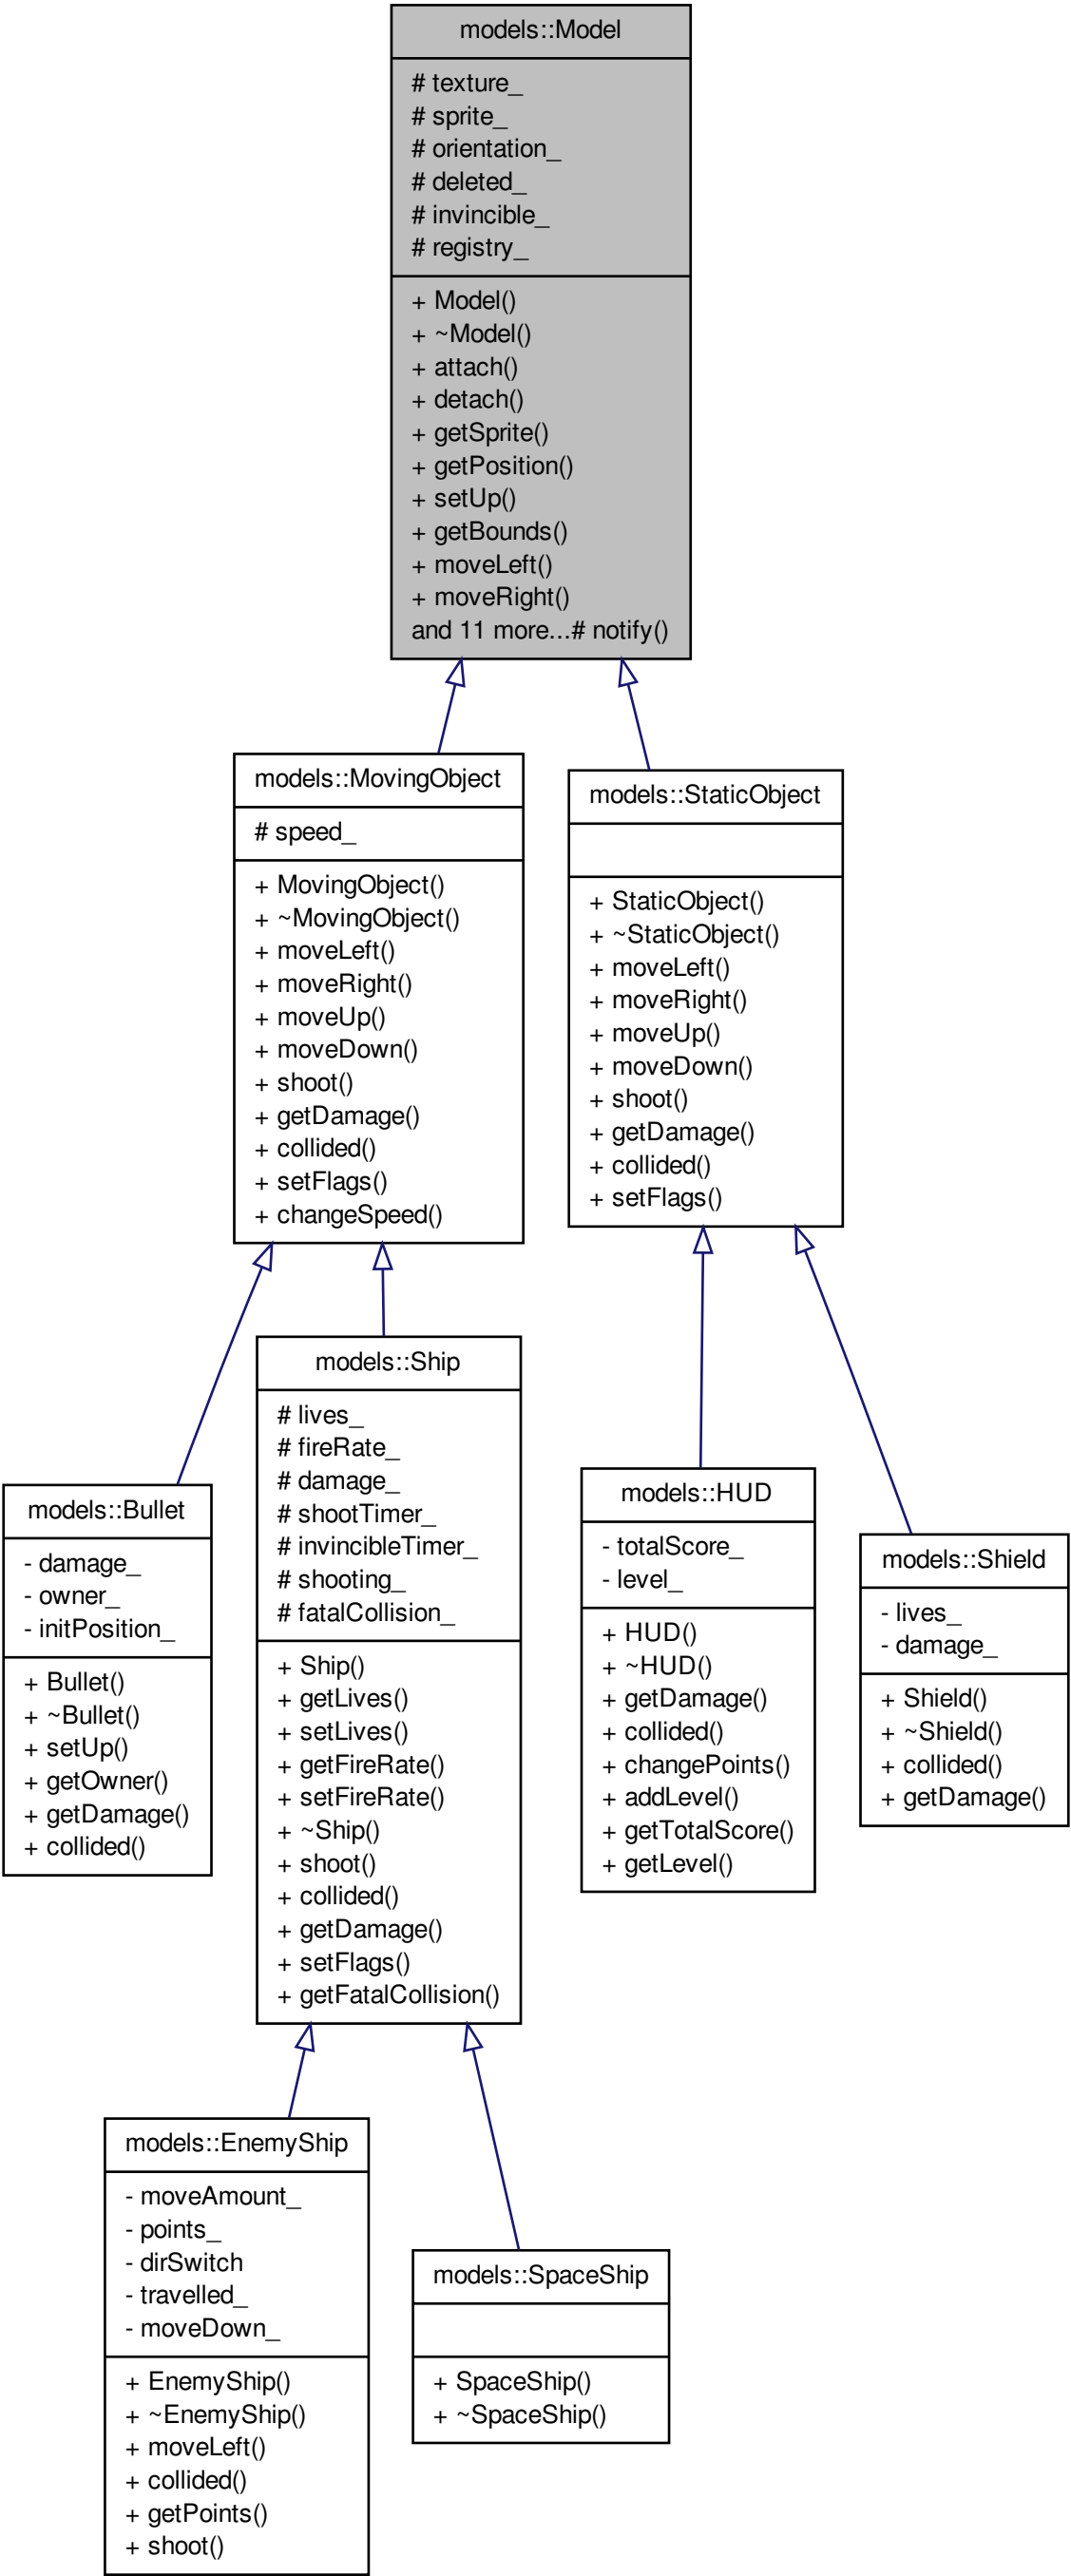 models::Model
# texture_
# sprite_
# orientation_
# deleted_
# invincible_
# registry_
+ Model()
+ ~Model()
+ attach()
+ detach()
+ getSprite()
+ getPosition()
+ setUp()
+ getBounds()
+ moveLeft()
+ moveRight()
and 11 more...# notify()
models::MovingObject
# speed_
+ MovingObject()
+ ~MovingObject()
+ moveLeft()
+ moveRight()
+ moveUp()
+ moveDown()
+ shoot()
+ getDamage()
+ collided()
+ setFlags()
+ changeSpeed()
models::StaticObject
+ StaticObject()
+ ~StaticObject()
+ moveLeft()
+ moveRight()
+ moveUp()
+ moveDown()
+ shoot()
+ getDamage()
+ collided()
+ setFlags()
models::Bullet
- damage_
- owner_
- initPosition_
+ Bullet()
+ ~Bullet()
+ setUp()
+ getOwner()
+ getDamage()
+ collided()
models::Ship
# lives_
# fireRate_
# damage_
# shootTimer_
# invincibleTimer_
# shooting_
# fatalCollision_
+ Ship()
+ getLives()
+ setLives()
+ getFireRate()
+ setFireRate()
+ ~Ship()
+ shoot()
+ collided()
+ getDamage()
+ setFlags()
+ getFatalCollision()
models::HUD
- totalScore_
- level_
+ HUD()
+ ~HUD()
+ getDamage()
+ collided()
+ changePoints()
+ addLevel()
+ getTotalScore()
+ getLevel()
models::Shield
- lives_
- damage_
+ Shield()
+ ~Shield()
+ collided()
+ getDamage()
models::EnemyShip
- moveAmount_
- points_
- dirSwitch
- travelled_
- moveDown_
+ EnemyShip()
+ ~EnemyShip()
+ moveLeft()
+ collided()
+ getPoints()
+ shoot()
models::SpaceShip
+ SpaceShip()
+ ~SpaceShip()